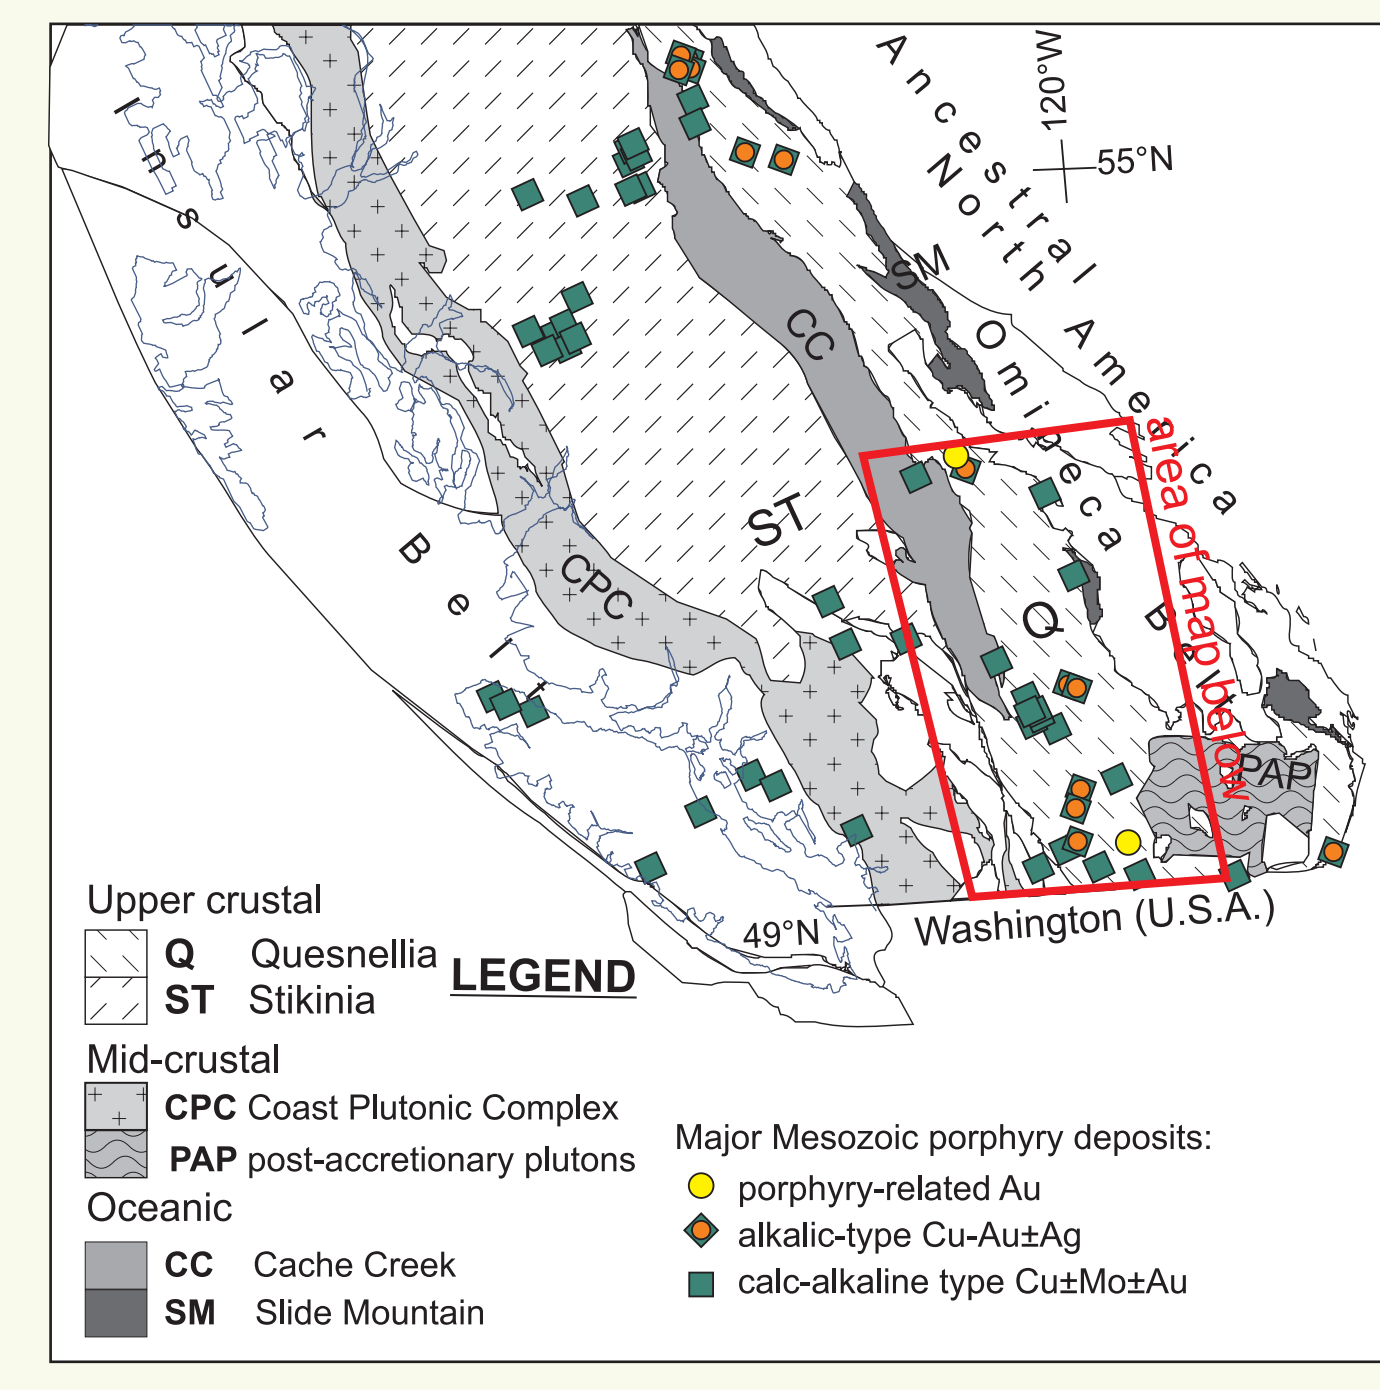 Insular Belt
Ancestral
North America
120°W
55°N
SM
CC
Omineca Belt
ST
CPC
Q
area of map below
PAP
49°N
Washington (U.S.A.)
LEGEND
Upper crustal
Q Quesnellia
ST Stikinia
Mid-crustal
CPC Coast Plutonic Complex
PAP post-accretionary plutons
Oceanic
CC Cache Creek
SM Slide Mountain
Major Mesozoic porphyry deposits:
porphyry-related Au
alkalic-type Cu-Au±Ag
calc-alkaline type Cu±Mo±Au